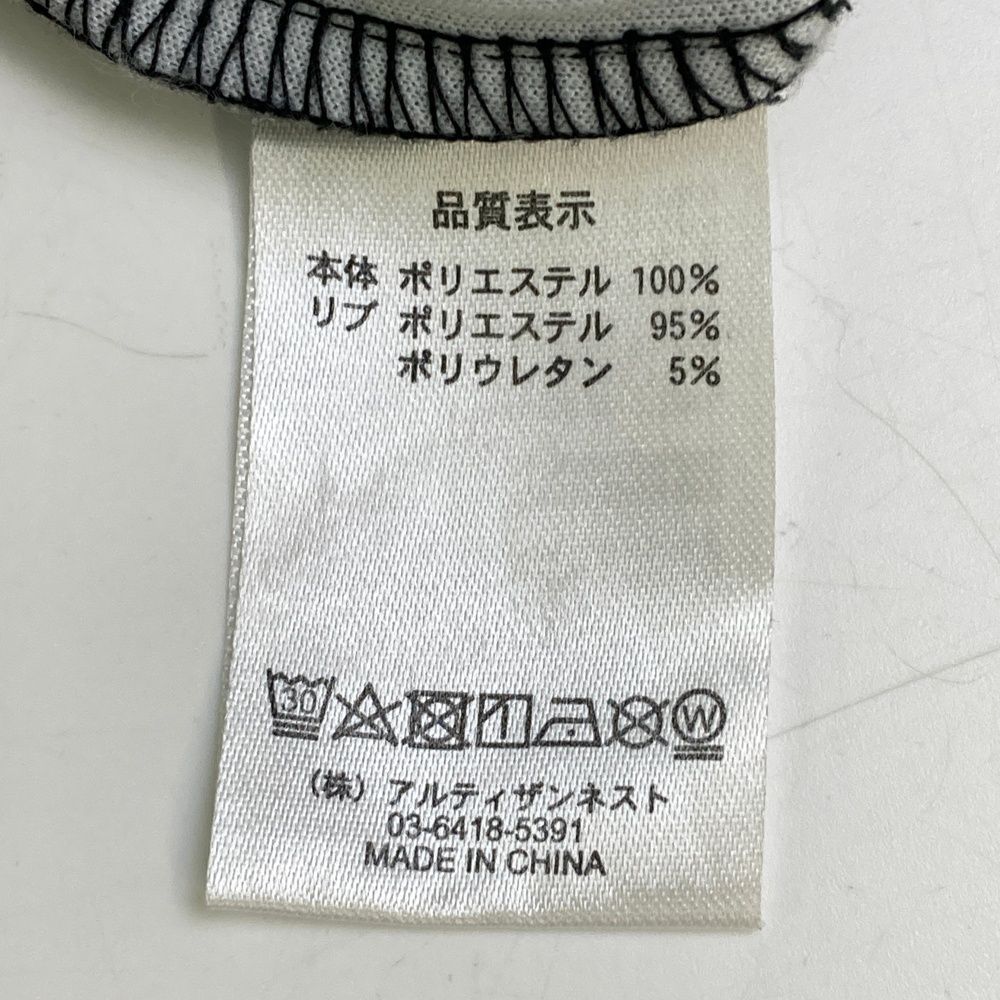 品質表示
本体 ポリエステル 100%
リブ ポリエステル 95%
ポリウレタン 5%
30 W
(株) アルティザンネスト
03-6418-5391
MADE IN CHINA